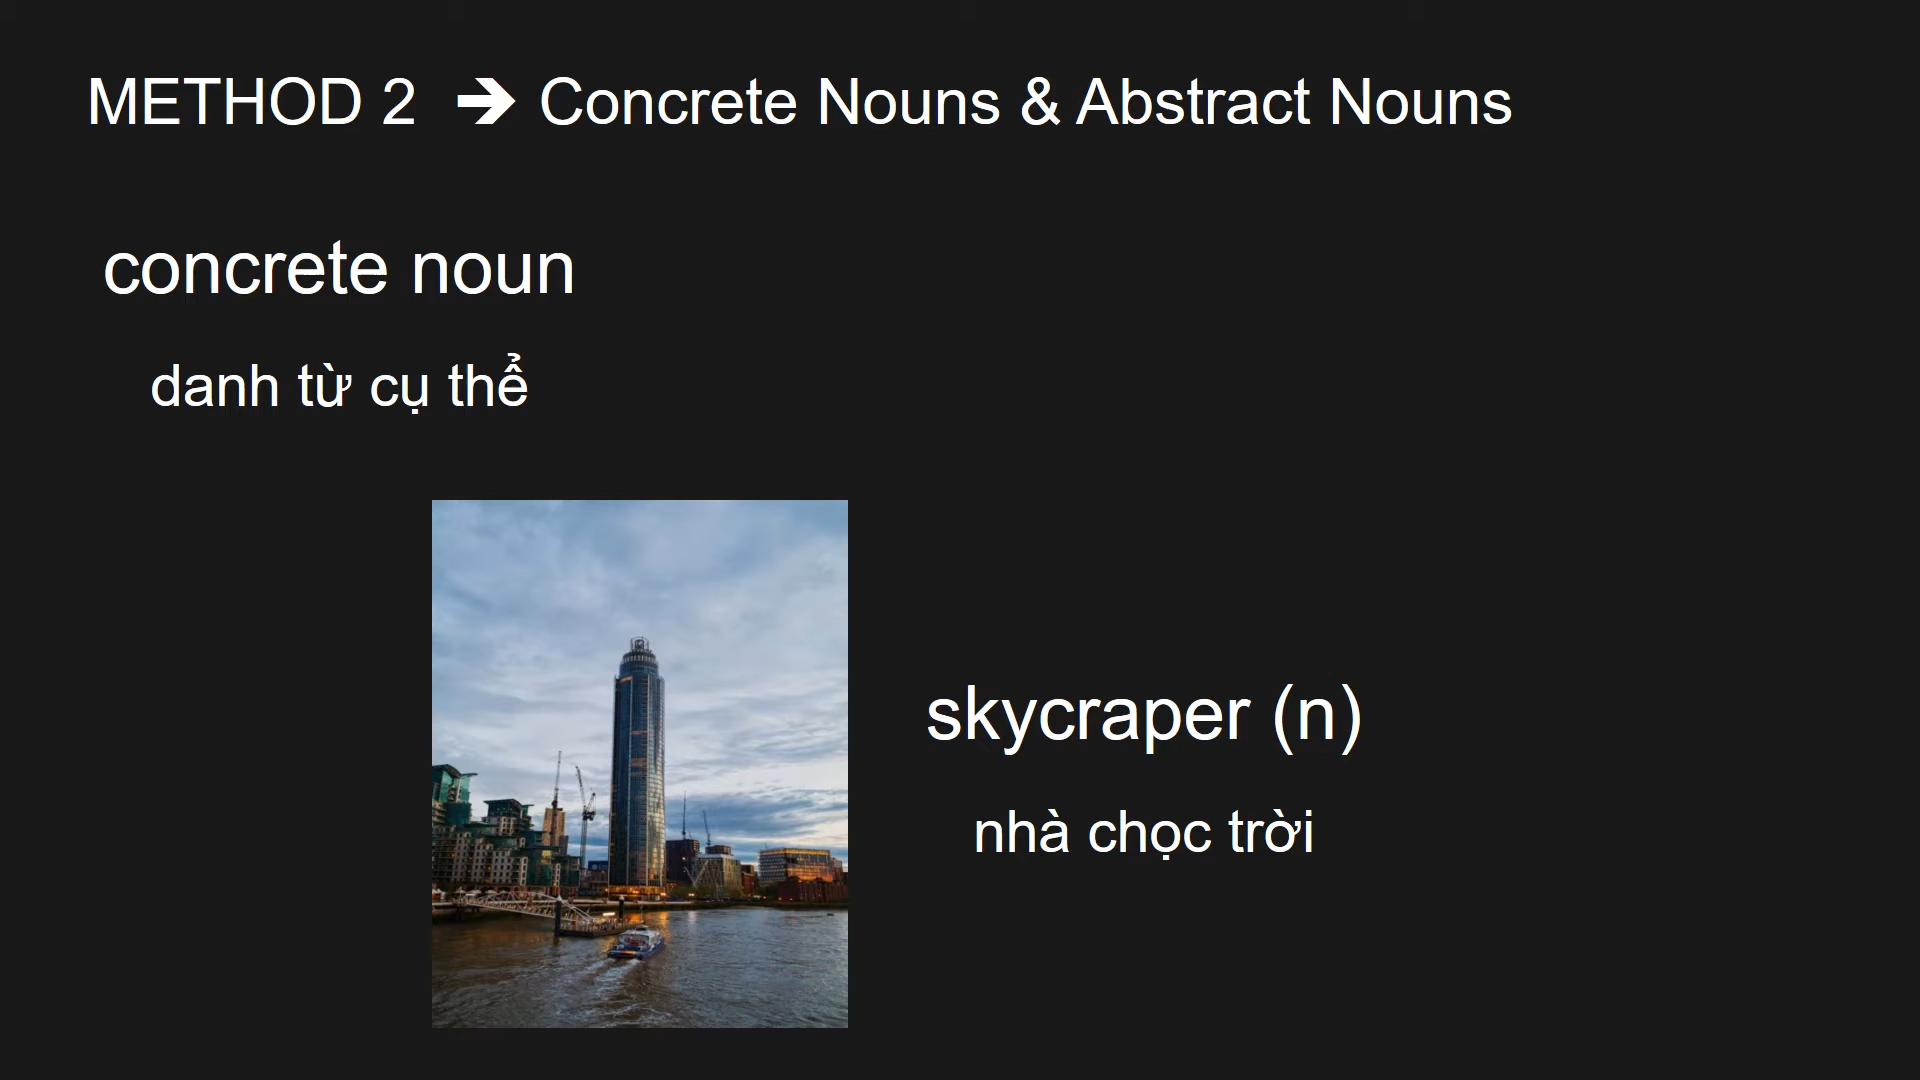 METHOD 2 ➔ Concrete Nouns & Abstract Nouns
concrete noun
danh từ cụ thể
skycraper (n)
nhà chọc trời